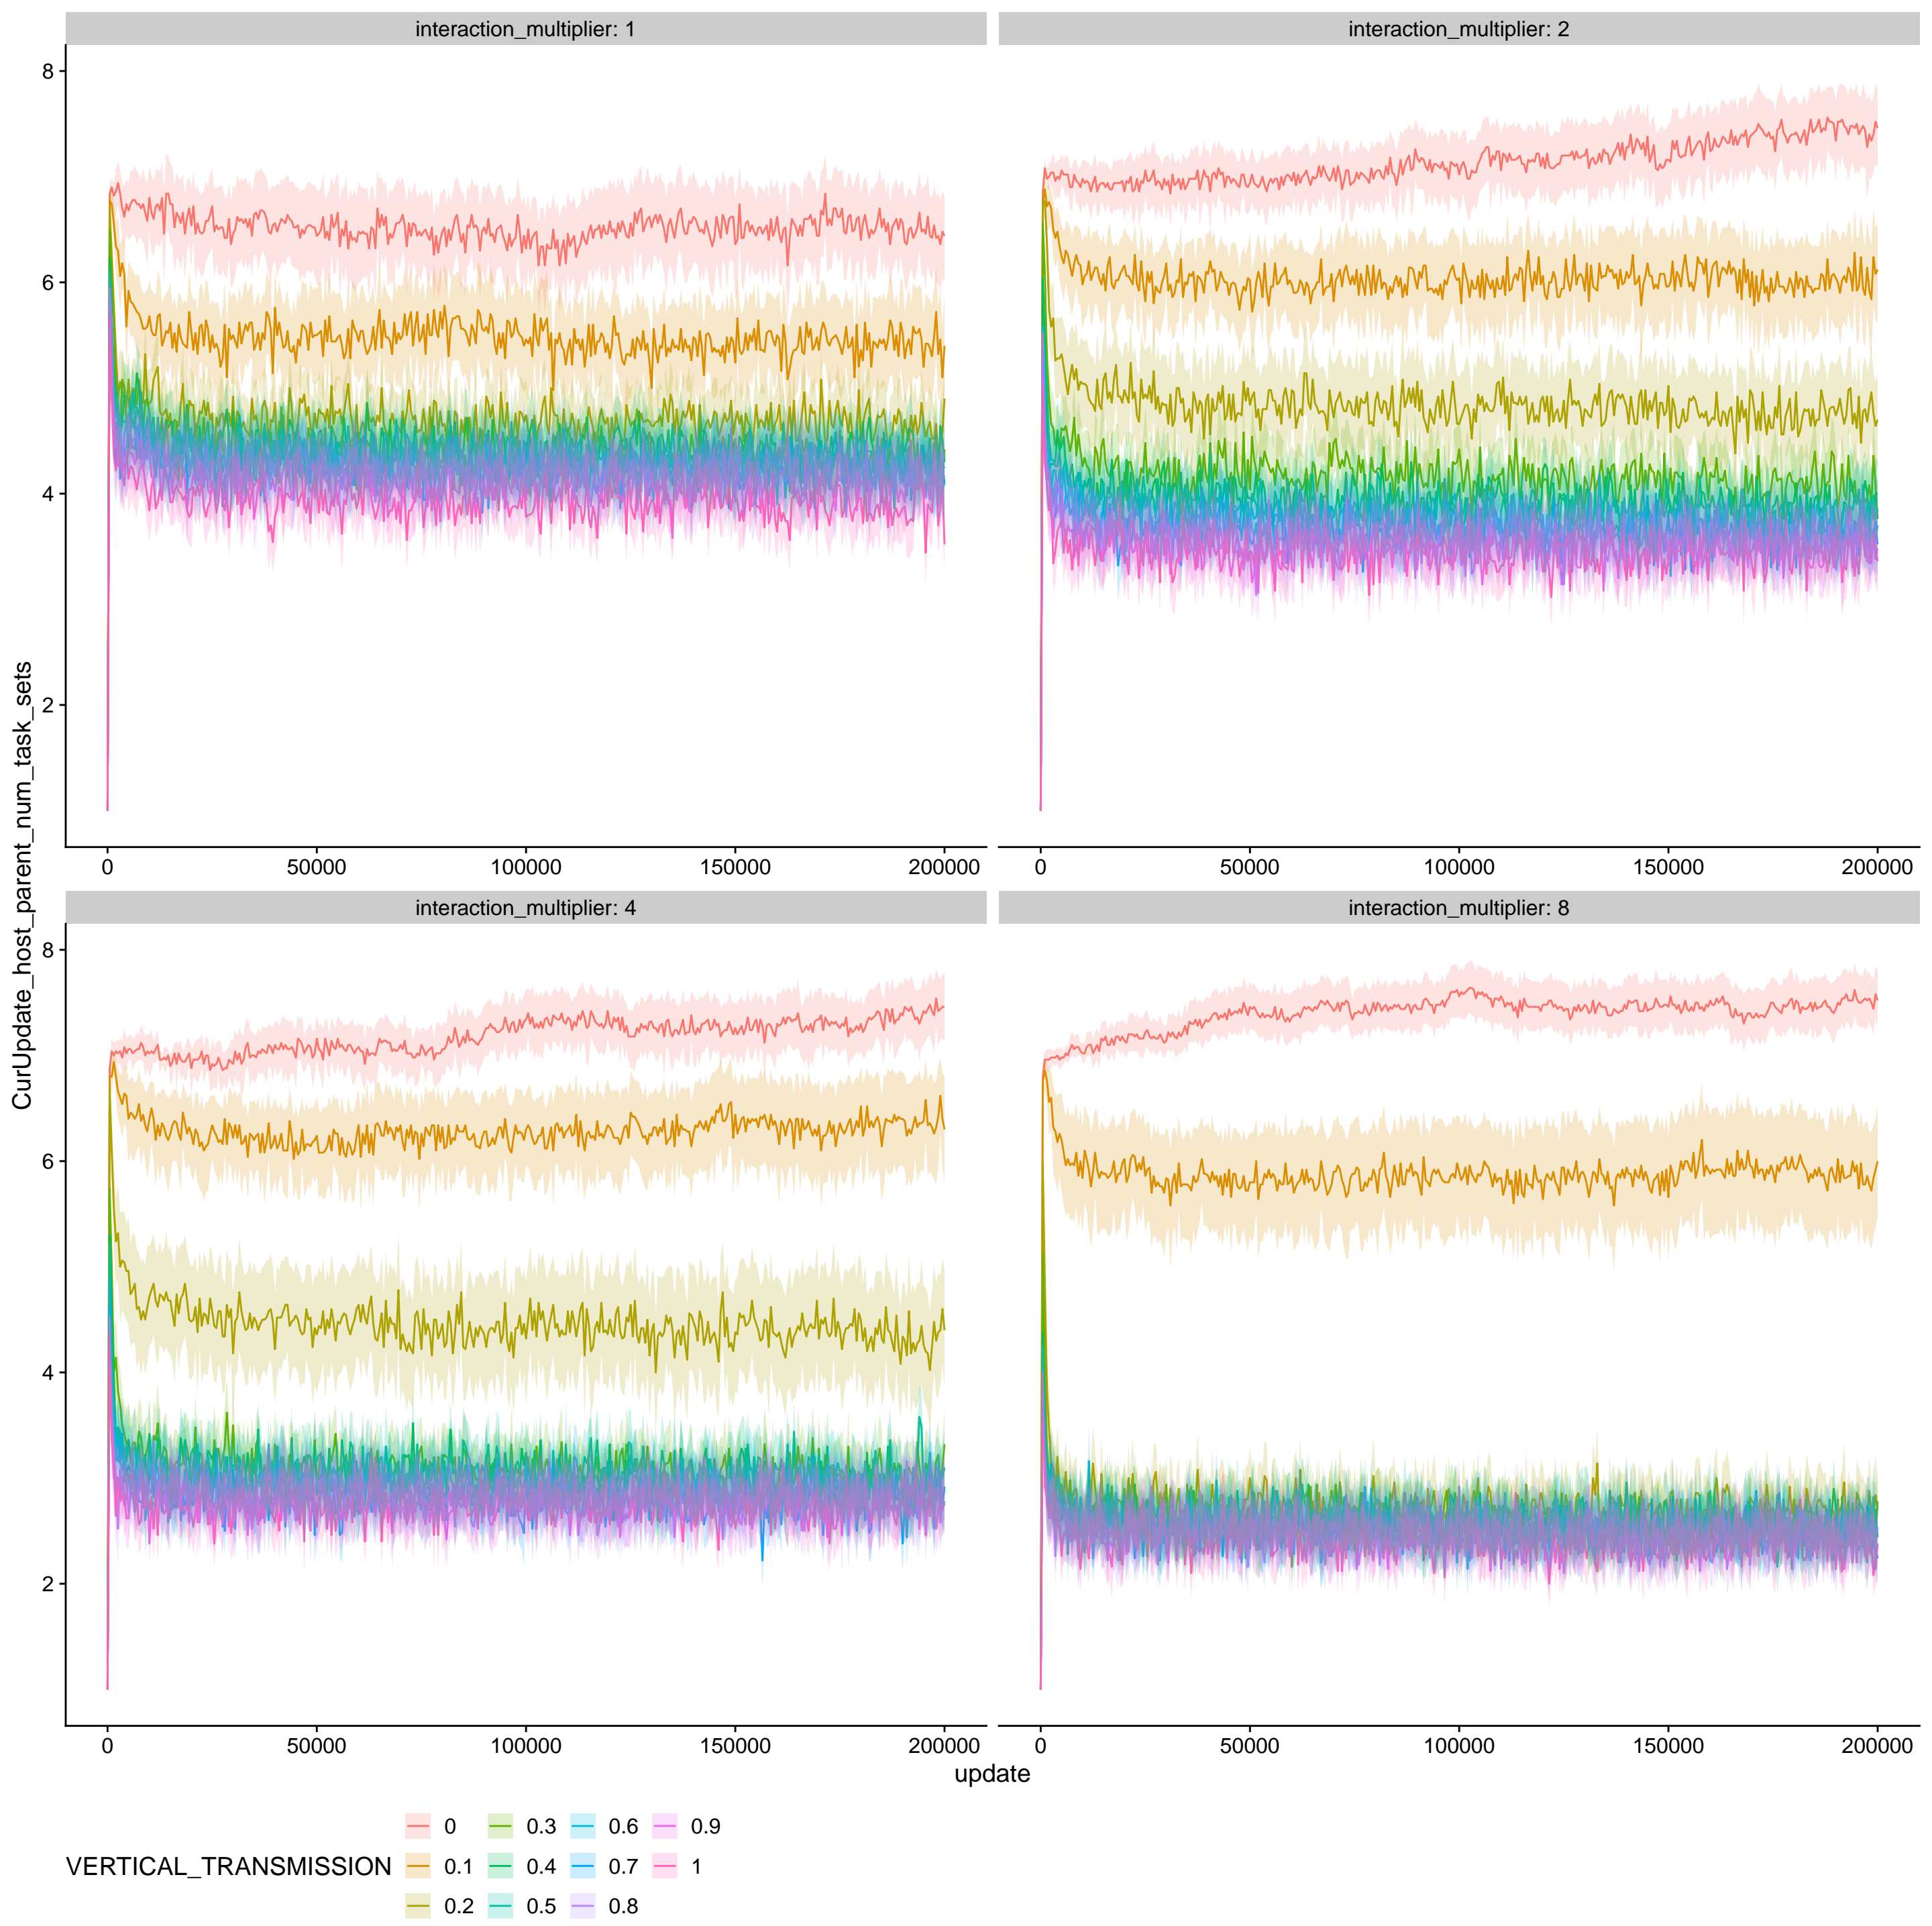 interaction_multiplier: 1
interaction_multiplier: 2
CurUpdate_host_parent_num_task_sets
8
6
4
2
0 50000 100000 150000 200000
0 50000 100000 150000 200000
interaction_multiplier: 4
interaction_multiplier: 8
8
6
4
2
0 50000 100000 150000 200000
0 50000 100000 150000 200000
update
VERTICAL_TRANSMISSION
0 0.3 0.6 0.9
0.1 0.4 0.7 1
0.2 0.5 0.8